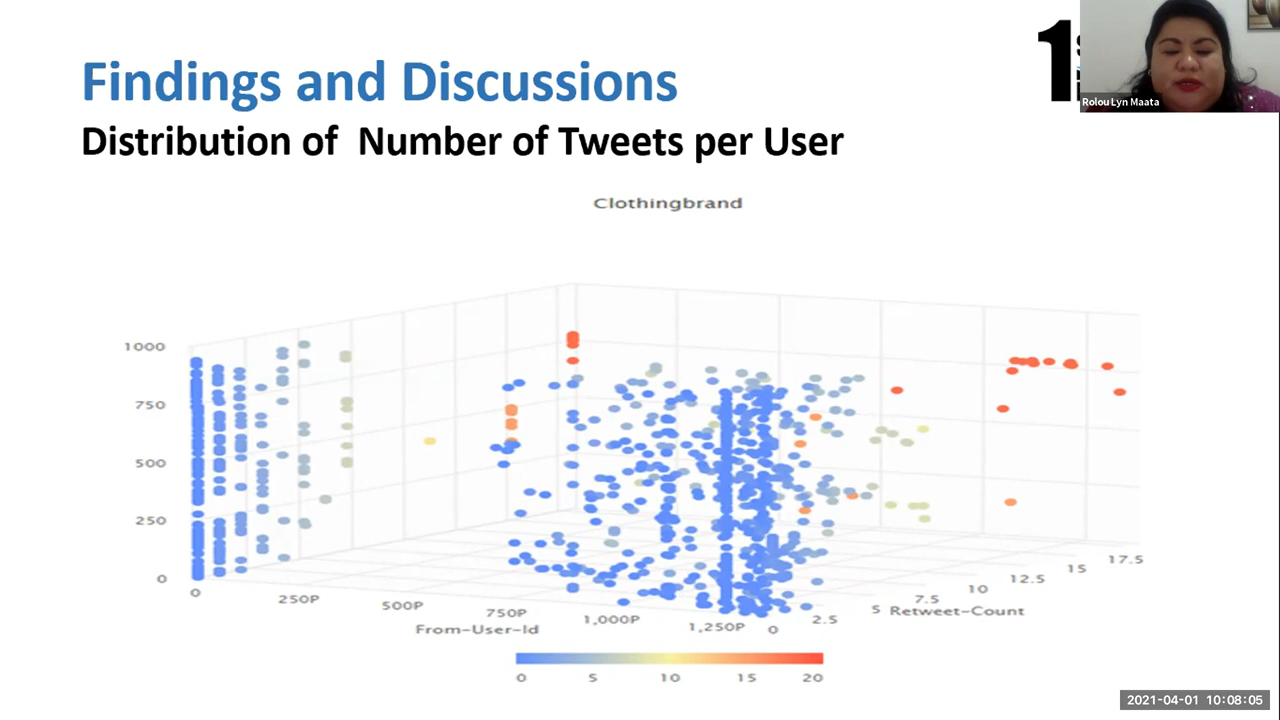 Findings and Discussions
1
Rolou Lyn Maata
Distribution of Number of Tweets per User
Clothingbrand
1000
750
500
250
0
0 250P 500P 750P 1,000P 1,250P
From-User-Id
0 2.5 5 7.5 10 12.5 15 17.5
Retweet-Count
0 5 10 15 20
2021-04-01 10:08:05